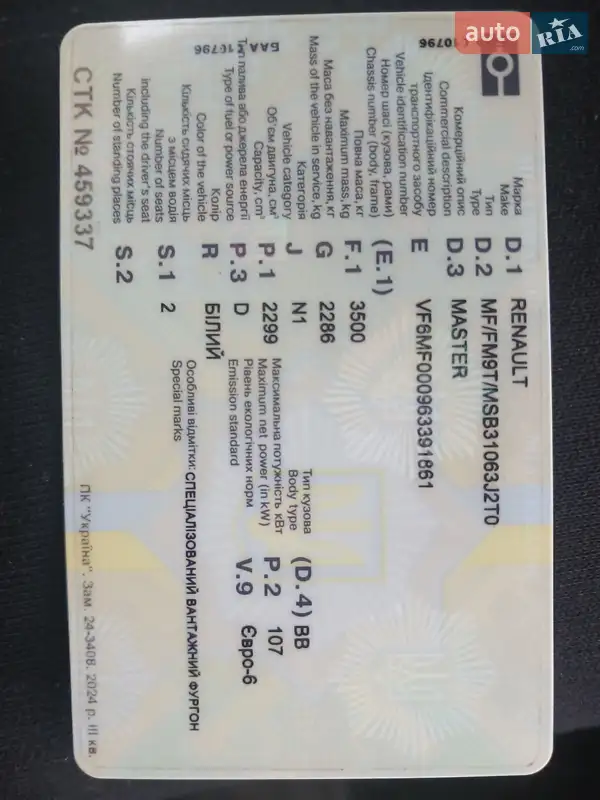 auto RIA .com
БАА 10796
10796
Марка
Make
D.1 RENAULT
Тип
Type
D.2 MF/FM9T/MSB31063J2T0
Комерційний опис
Commercial description
D.3 MASTER
Ідентифікаційний номер
транспортного засобу
Vehicle identification number
E VF6MF000963391861
Номер шасі (кузова, рами)
Chassis number (body, frame)
(E.1)
Повна маса, кг
Maximum mass, kg
F.1 3500
Маса без навантаження, кг
Mass of the vehicle in service, kg
G 2286
Категорія
Vehicle category
J N1
Тип кузова
Body type
(D.4) BB
Об'єм двигуна, см³
Capacity, cm³
P.1 2299
Максимальна потужність кВт
Maximum net power (in kW)
P.2 107
Тип палива або джерела енергії
Type of fuel or power source
P.3 D
Рівень екологічних норм
Emission standard
V.9 Євро-6
Колір
Color of the vehicle
R БІЛИЙ
Кількість сидячих місць
з місцем водія
Number of seats
including the driver's seat
S.1 2
Особливі відмітки: СПЕЦІАЛІЗОВАНИЙ ВАНТАЖНИЙ ФУРГОН
Special marks
Кількість стоячих місць
Number of standing places
S.2
СТК № 459337
ПК "Україна". Зам. 24-3408. 2024 р. III кв.